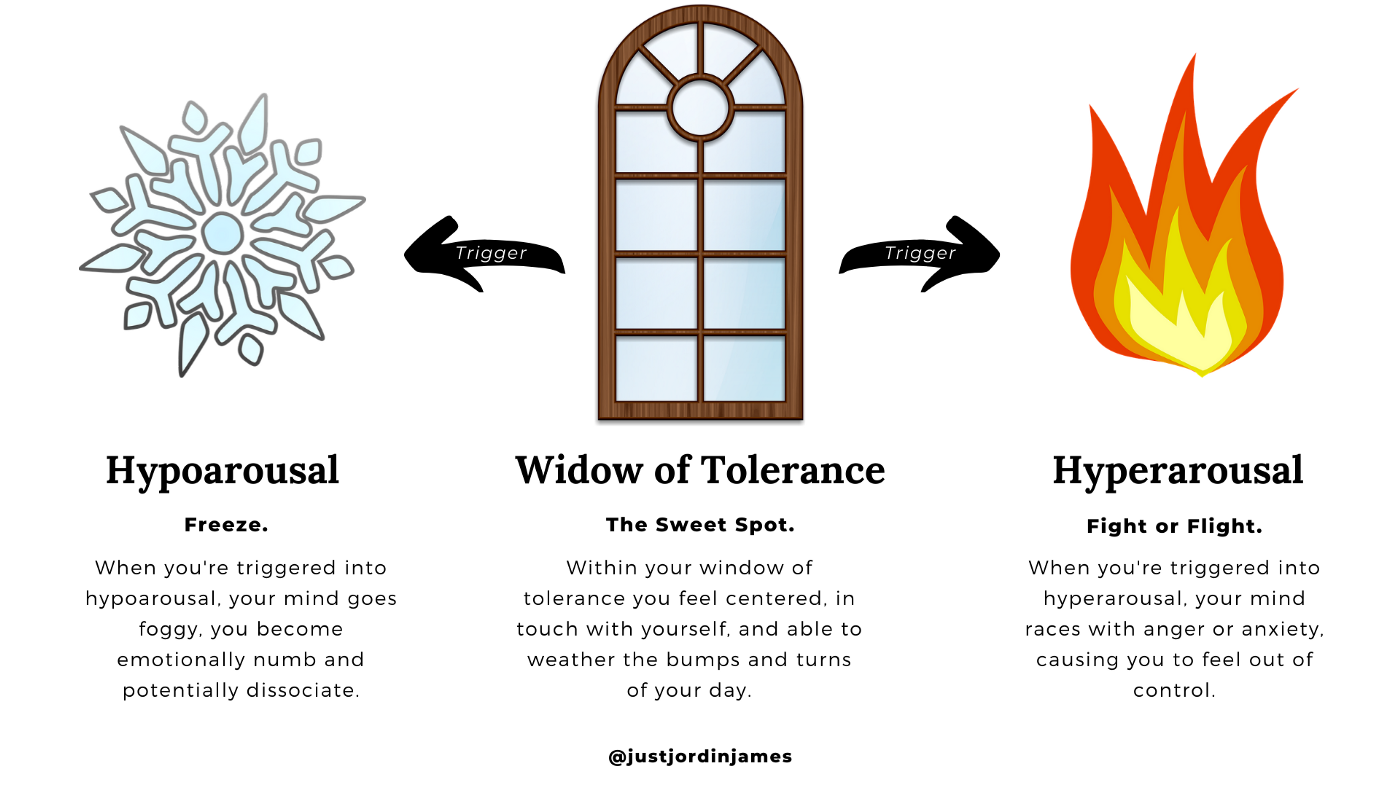 Trigger
Trigger
Hypoarousal
Freeze.
When you're triggered into
hypoarousal, your mind goes
foggy, you become
emotionally numb and
potentially dissociate.
Widow of Tolerance
The Sweet Spot.
Within your window of
tolerance you feel centered, in
touch with yourself, and able to
weather the bumps and turns
of your day.
Hyperarousal
Fight or Flight.
When you're triggered into
hyperarousal, your mind
races with anger or anxiety,
causing you to feel out of
control.
@justjordinjames